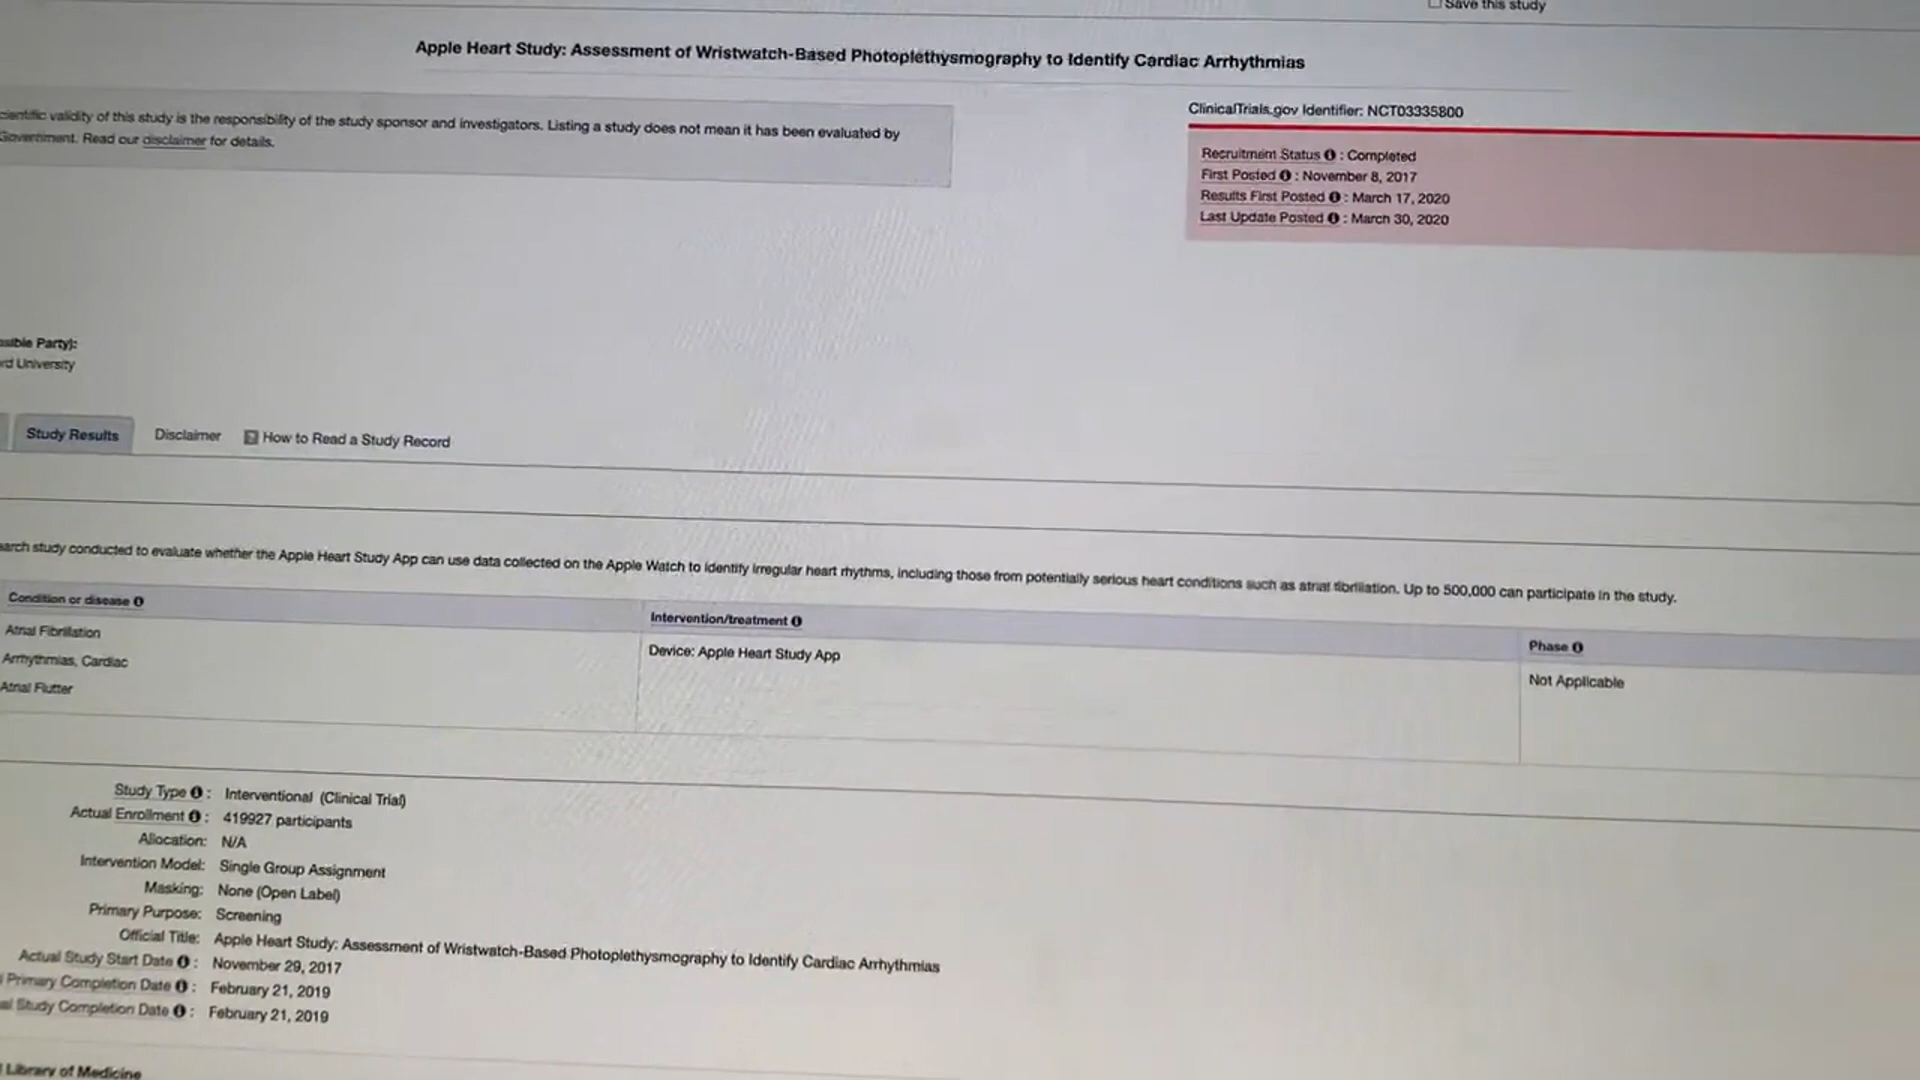 Save this study
Apple Heart Study: Assessment of Wristwatch-Based Photoplethysmography to Identify Cardiac Arrhythmias
validity of this study is the responsibility of the study sponsor and investigators. Listing a study does not mean it has been evaluated by
Government. Read our disclaimer for details.
ClinicalTrials.gov Identifier: NCT03335800
Recruitment Status : Completed
First Posted : November 8, 2017
Results First Posted : March 17, 2020
Last Update Posted : March 30, 2020
Party):
University
Study Results
Disclaimer
How to Read a Study Record
study conducted to evaluate whether the Apple Heart Study App can use data collected on the Apple Watch to identify irregular heart rhythms, including those from potentially serious heart conditions such as atrial fibrillation. Up to 500,000 can participate in the study.
Condition or disease
Intervention/treatment
Phase
Atrial Fibrillation
Arrhythmias, Cardiac
Atrial Flutter
Device: Apple Heart Study App
Not Applicable
Study Type : Interventional (Clinical Trial)
Actual Enrollment : 419927 participants
Allocation: N/A
Intervention Model: Single Group Assignment
Masking: None (Open Label)
Primary Purpose: Screening
Official Title: Apple Heart Study: Assessment of Wristwatch-Based Photoplethysmography to Identify Cardiac Arrhythmias
Actual Study Start Date : November 29, 2017
Primary Completion Date : February 21, 2019
Study Completion Date : February 21, 2019
Library of Medicine